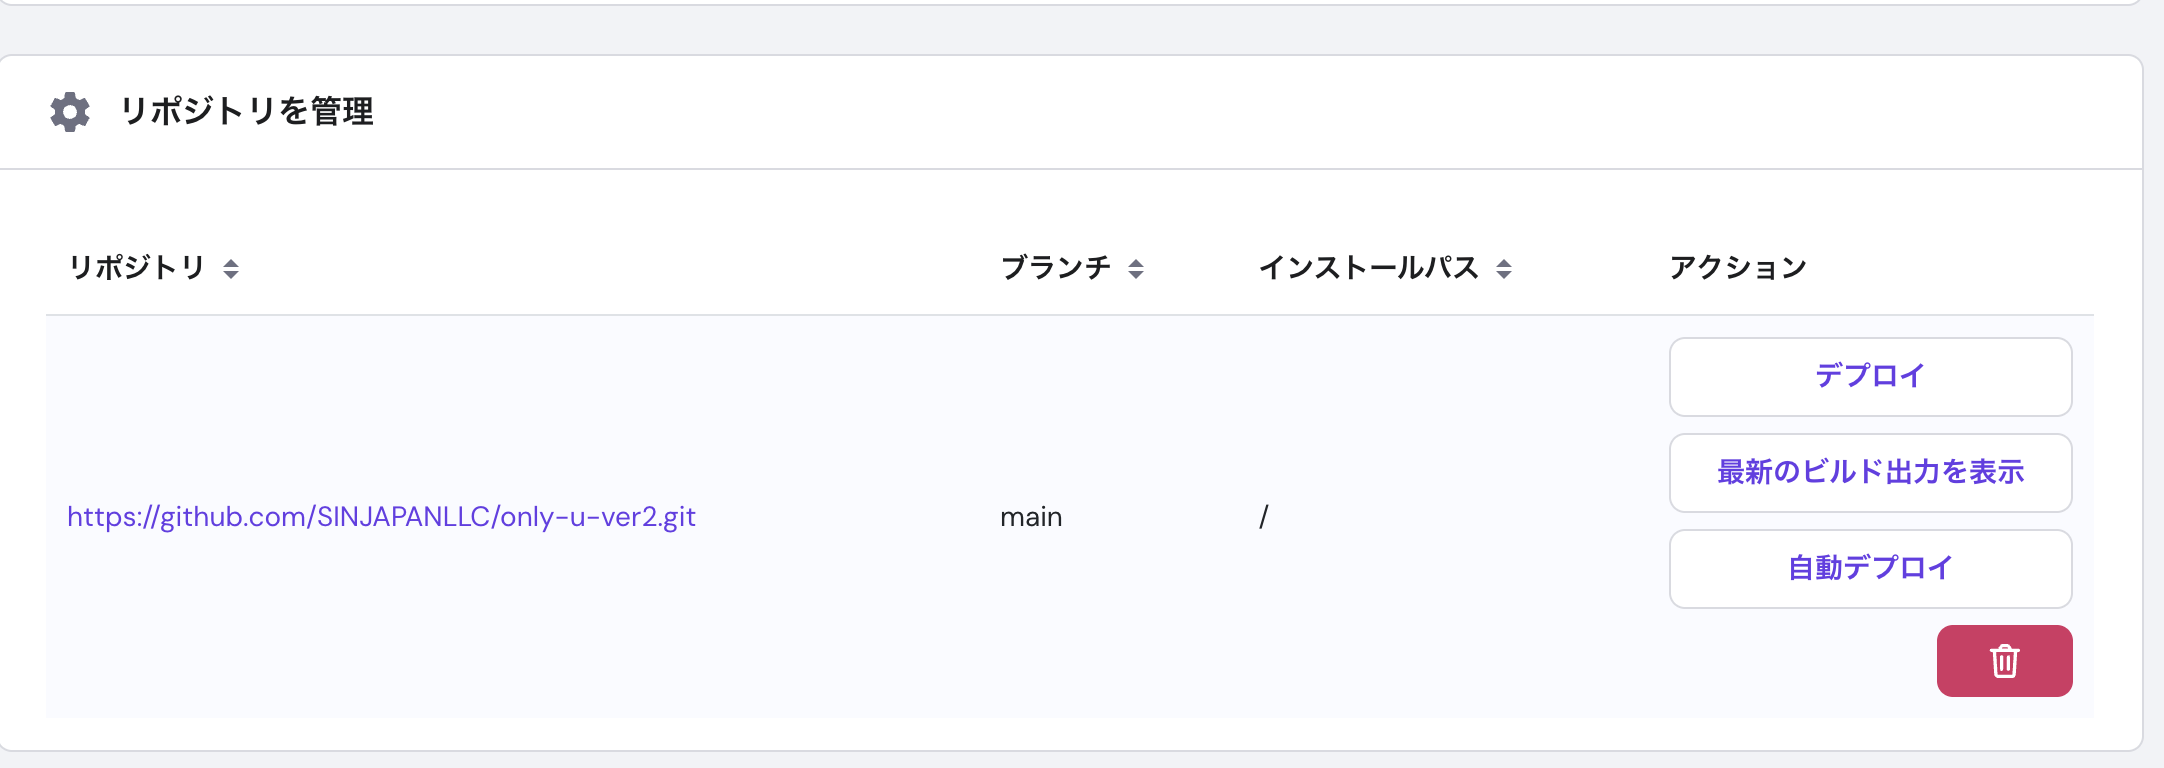 リポジトリを管理
リポジトリ ブランチ インストールパス アクション
デプロイ
最新のビルド出力を表示
https://github.com/SINJAPANLLC/only-u-ver2.git main /
自動デプロイ